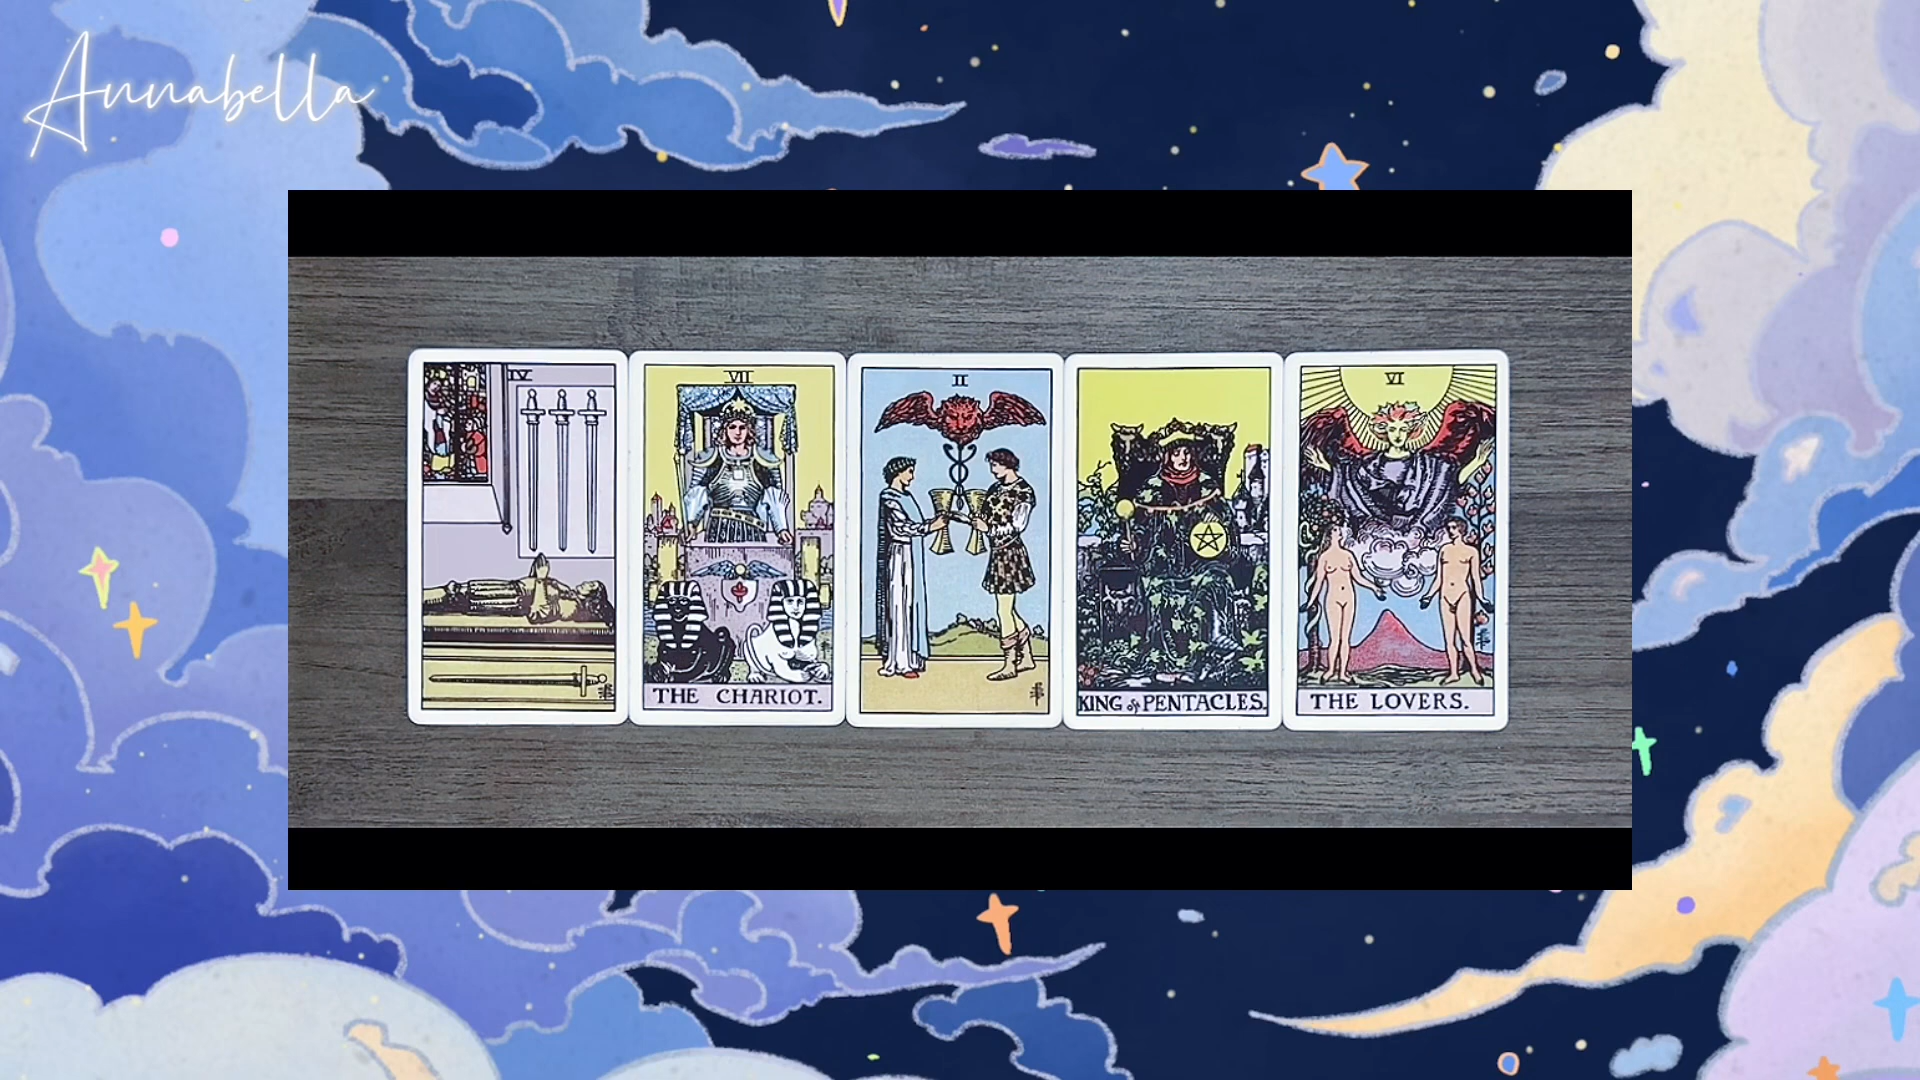 Annabella
IV
VII
THE CHARIOT.
II
KING of PENTACLES.
VI
THE LOVERS.